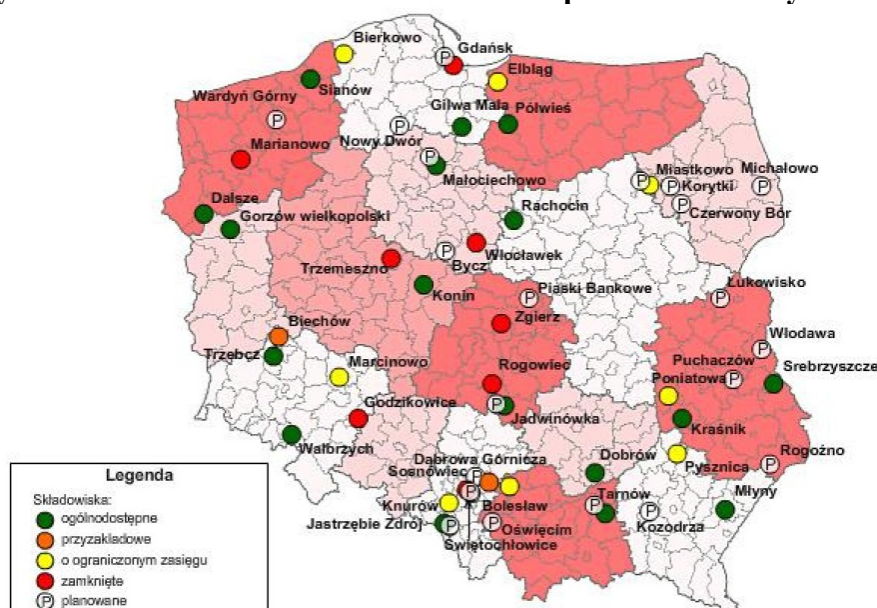 Bierkowo
P
Gdańsk
Elbląg
Sianów
Wardyń Górny
P
Gilwa Mała
Półwieś
P
Marianowo
Nowy Dwór
P
Małociechowo
P
Miastkowo
P
Korytki
Michałowo
P
P
Czerwony Bór
Dalsze
Gorzów wielkopolski
Rachocin
P
Bycz
Włocławek
Trzemeszno
Konin
P
Piaski Bankowe
Zgierz
P
Łukowisko
Biechów
Trzebcz
Marcinowo
Rogowiec
P
Jadwinówka
Włodawa
P
Puchaczów
P
Srebrzyszcze
Poniatowa
Kraśnik
Godzikowice
Wałbrzych
Dąbrowa Górnicza
Sosnowiec
P
P
Dobrów
Pysznica
Rogoźno
P
Knurów
Bolesław
Tarnów
P
Młyny
P
Kozodrza
Jastrzębie Zdrój
P
P
Oświęcim
Świętochłowice
Legenda
Składowiska:
ogólnodostępne
przyzakładowe
o ograniczonym zasięgu
zamknięte
P planowane